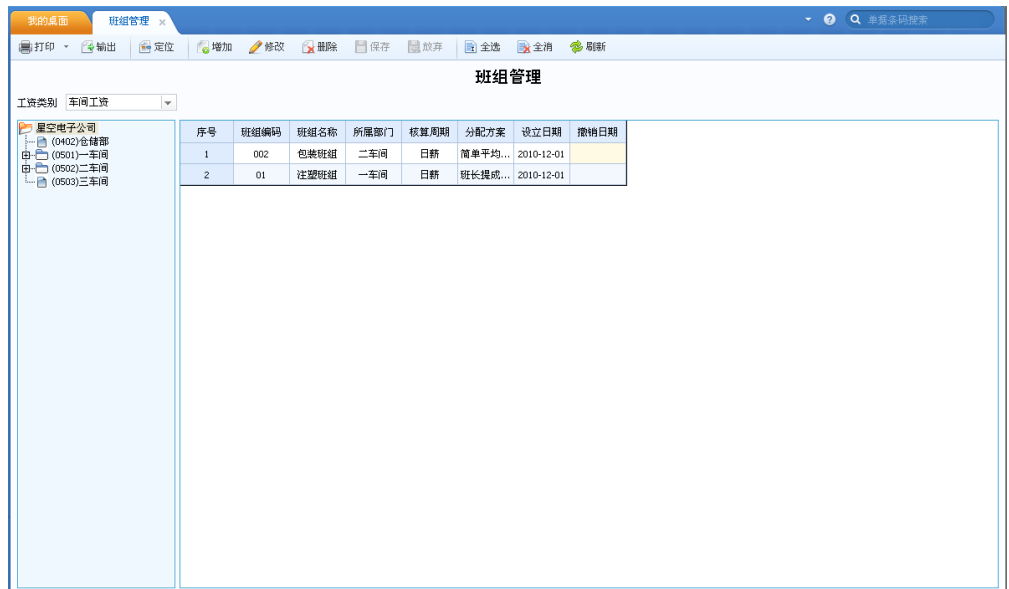 我的桌面 班组管理 × 单据条码搜索
打印 输出 定位 增加 修改 删除 保存 放弃 全选 全消 刷新
班组管理
工资类别 车间工资
星空电子公司
(0402)仓储部
(0501)一车间
(0502)二车间
(0503)三车间
序号 班组编码 班组名称 所属部门 核算周期 分配方案 设立日期 撤销日期
1 002 包装班组 二车间 日薪 简单平均... 2010-12-01
2 01 注塑班组 一车间 日薪 班长提成... 2010-12-01